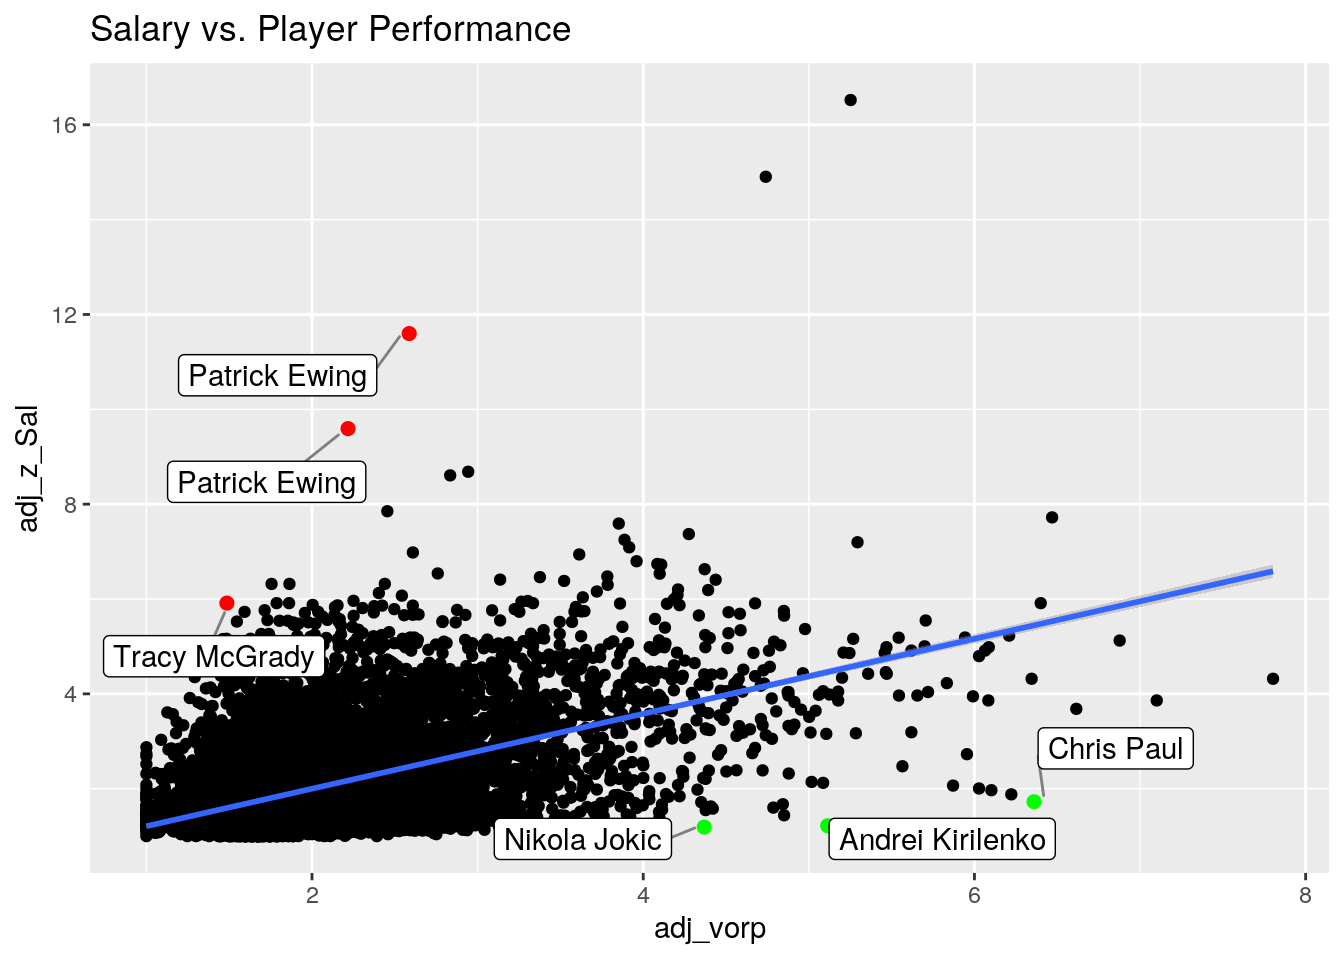 Salary vs. Player Performance
adj_z_Sal
16
12
8
4
Patrick Ewing
Patrick Ewing
Tracy McGrady
Chris Paul
Nikola Jokic
Andrei Kirilenko
2
4
6
8
adj_vorp